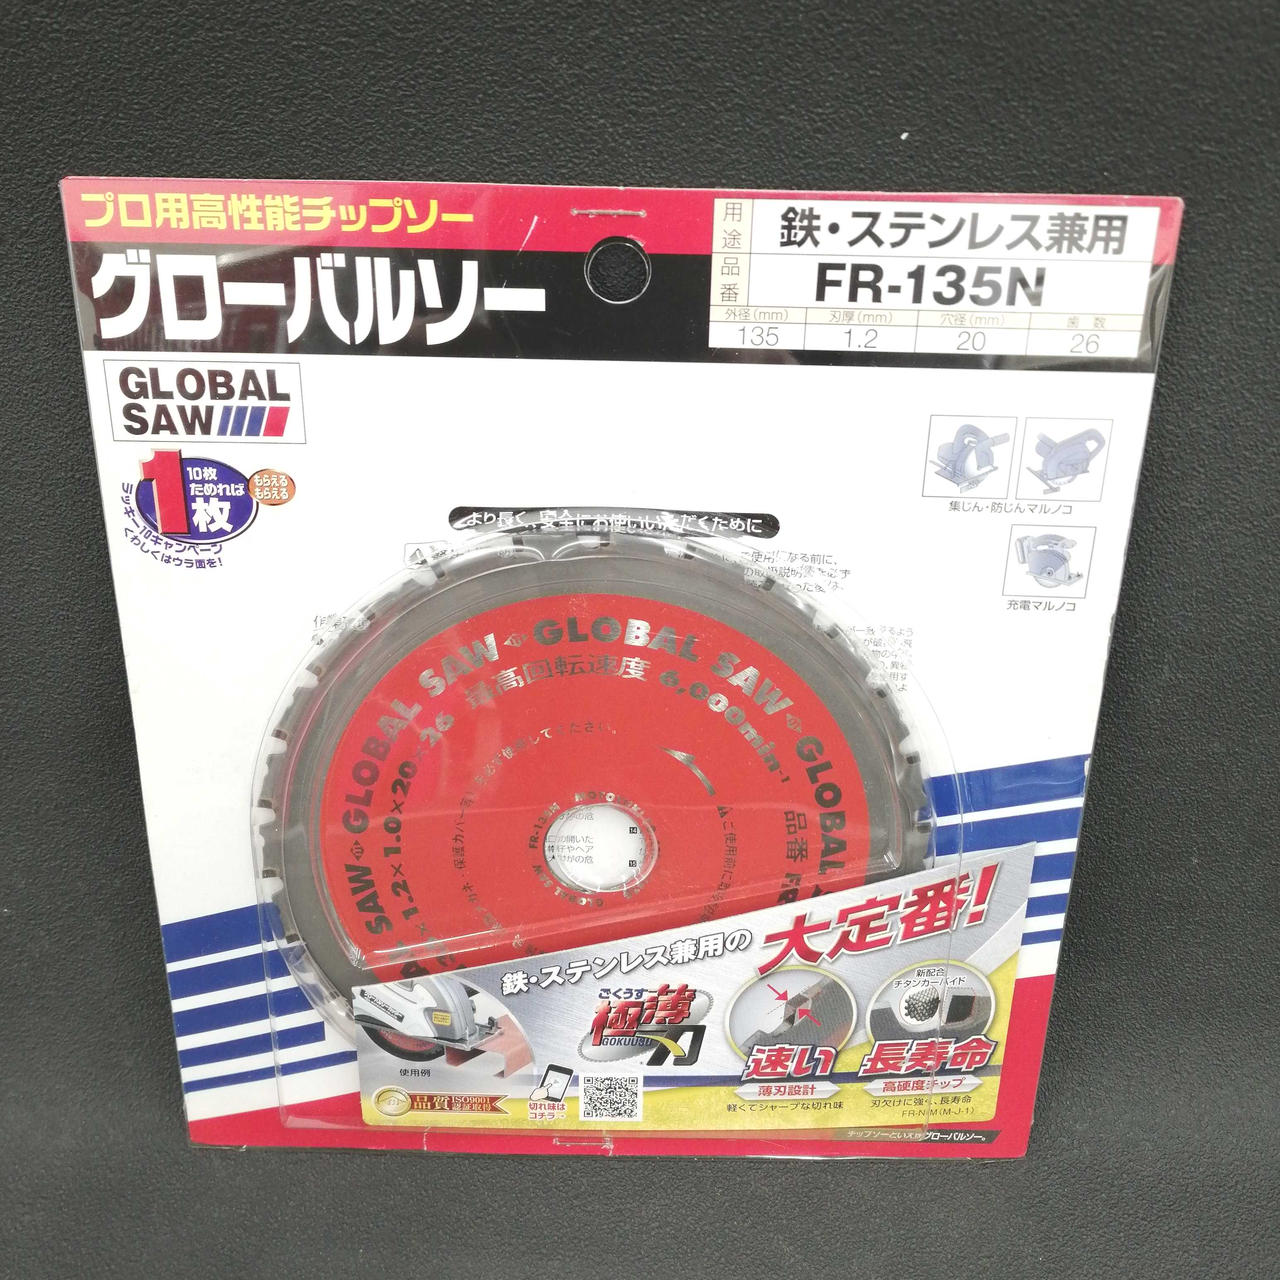 プロ用高性能チップソー
グローバルソー
用途
鉄・ステンレス兼用
品番
FR-135N
外径(mm) 刃厚(mm) 穴径(mm) 歯数
135 1.2 20 26
GLOBAL
SAW
10枚
ためれば
1枚
もらえる
もらえる
ラッキー10キャンペーン
くわしくはウラ面を!
集じん・防じんマルノコ
充電マルノコ
より長く、安全にお使いいただくために
SAW GLOBAL SAW GLOBAL SAW GLOBAL
1.2×1.0×20×26
最高回転速度 6,000min-1
品番
鉄・ステンレス兼用の
大定番!
ごくうす
極薄
一刃
GOKUUSU
使用例
品質
ISO9001
認証取得
切れ味は
コチラ
速い
薄刃設計
軽くてシャープな切れ味
新配合
チタンカーバイド
長寿命
高硬度チップ
刃欠けに強く、長寿命
FR-N/M(M-J-1)
チップソーといえばグローバルソー。